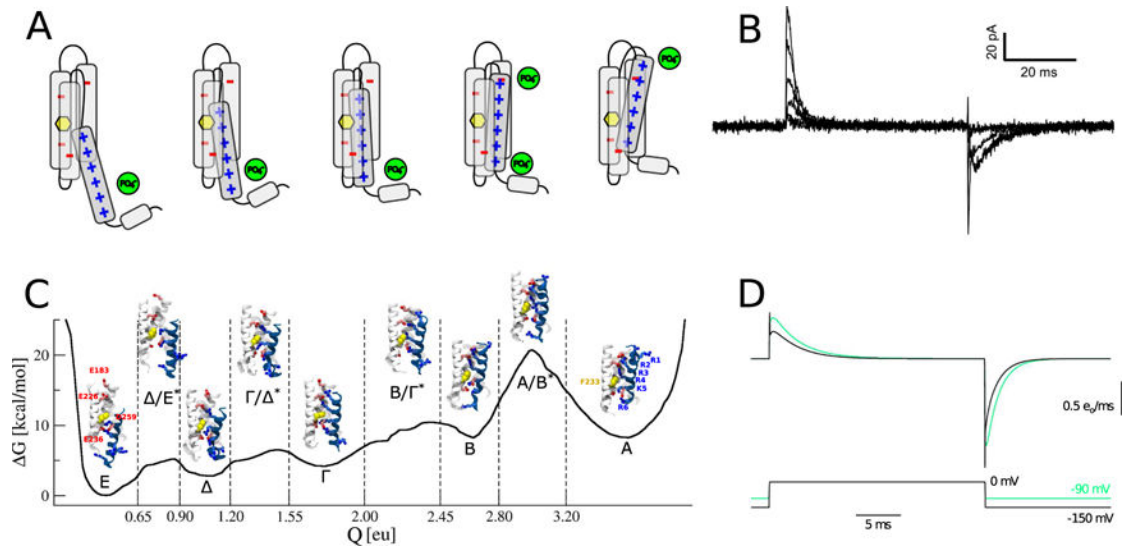 A
PO₄⁻
PO₄⁻
PO₄⁻
PO₄⁻
PO₄⁻
PO₄⁻
B
20 pA
20 ms
C
ΔG [kcal/mol]
20
10
0
E183
E226
E259
E236
E
Δ/E*
Δ
Γ/Δ*
Γ
B/Γ*
B
A/B*
F233
R1
R2
R3
R4
K5
R6
A
0.65 0.90 1.20 1.55 2.00 2.45 2.80 3.20
Q [eu]
D
0.5 e₀/ms
0 mV
-90 mV
-150mV
5 ms